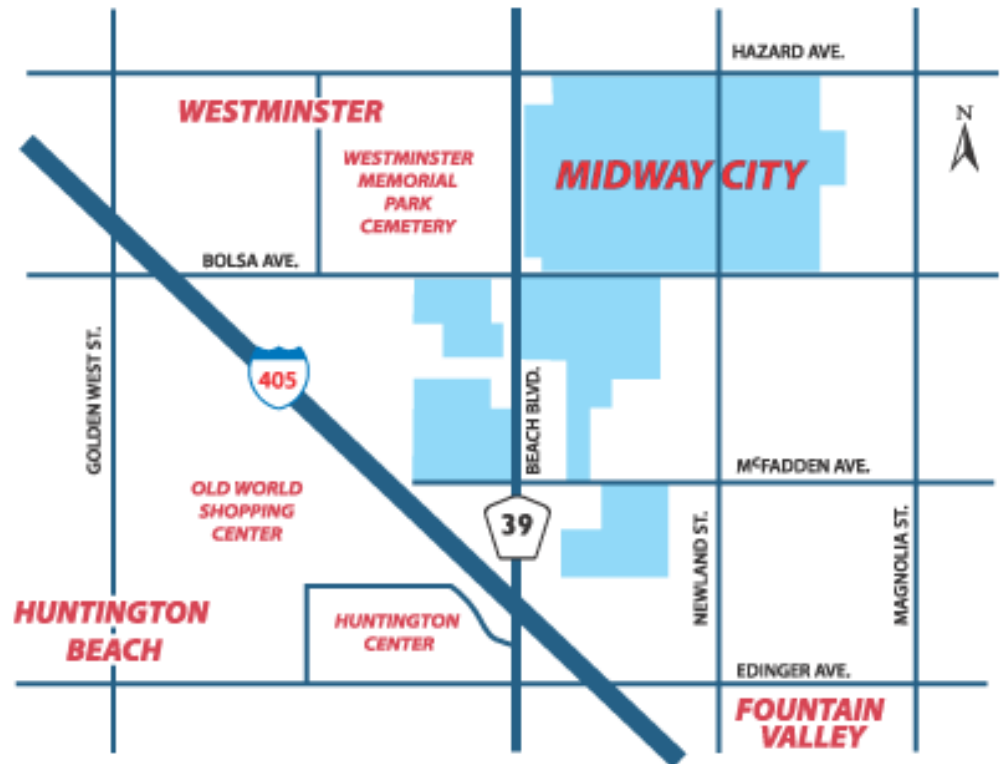 HAZARD AVE.
WESTMINSTER
N
WESTMINSTER
MEMORIAL
PARK
CEMETERY
MIDWAY CITY
BOLSA AVE.
GOLDEN WEST ST.
405
BEACH BLVD.
MCFADDEN AVE.
OLD WORLD
SHOPPING
CENTER
39
NEWLAND ST.
MAGNOLIA ST.
HUNTINGTON
BEACH
HUNTINGTON
CENTER
EDINGER AVE.
FOUNTAIN
VALLEY